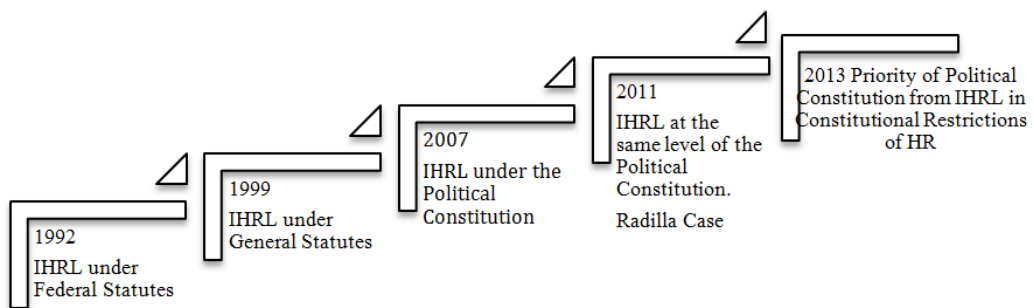 1992
IHRL under
Federal Statutes
1999
IHRL under
General Statutes
2007
IHRL under the
Political
Constitution
2011
IHRL at the
same level of the
Political
Constitution.
Radilla Case
2013 Priority of Political
Constitution from IHRL in
Constitutional Restrictions
of HR